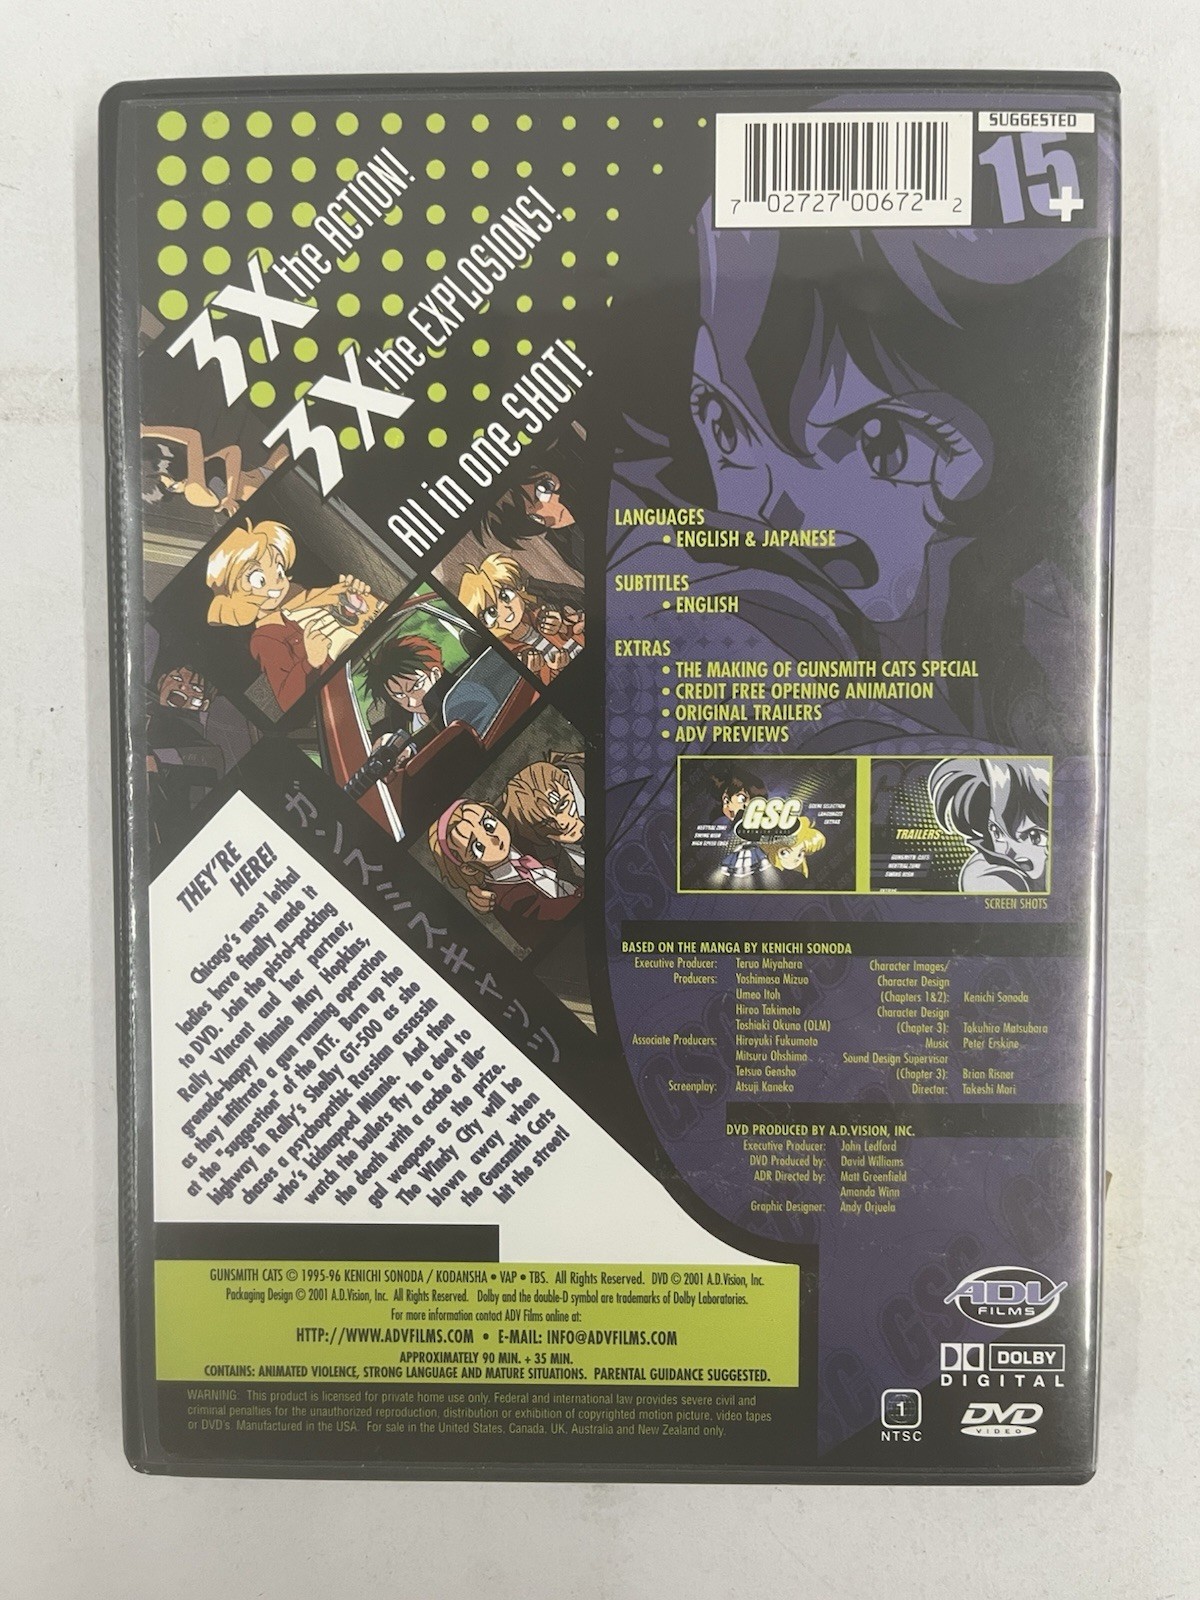 3X the ACTION!
3X the EXPLOSIONS!
All in one SHOT!
7 02727 00672 2
SUGGESTED
15+
LANGUAGES
• ENGLISH & JAPANESE
SUBTITLES
• ENGLISH
EXTRAS
• THE MAKING OF GUNSMITH CATS SPECIAL
• CREDIT FREE OPENING ANIMATION
• ORIGINAL TRAILERS
• ADV PREVIEWS
GSC
TRAILERS
SCREEN SHOTS
ガンスミスキャッツ
THEY'RE
HERE!
Chicago's most lethal
ladies have finally made it
to DVD. Join the pistol-packing
Rally Vincent and her partner,
grenade-happy Minnie May Hopkins,
as they infiltrate a gun running operation
at the "suggestion" of the ATF. Burn up the
highway in Rally's Shelby GT-500 as she
chases a psychopathic Russian assassin
who's kidnapped Minnie. And then
watch the bullets fly in a duel to
the death with a cache of ille-
gal weapons as the prize.
The Windy City will be
blown away when
the Gunsmith Cats
hit the street!
BASED ON THE MANGA BY KENICHI SONODA
Executive Producer: Teruo Miyahara
Producers: Yoshimasa Mizuo
Umeo Itoh
Hiroo Takimoto
Toshiaki Okuno (OLM)
Associate Producers: Hiroyuki Fukumoto
Mitsuru Ohshima
Tetsuo Gensho
Screenplay: Atsuji Kaneko
Character Images/
Character Design
(Chapters 1&2): Kenichi Sonoda
Character Design
(Chapter 3): Tokuhiro Matsubara
Music Peter Erskine
Sound Design Supervisor
(Chapter 3): Brian Risner
Director: Takeshi Mori
DVD PRODUCED BY A.D.VISION, INC.
Executive Producer: John Ledford
DVD Produced by: David Williams
ADR Directed by: Matt Greenfield
Amanda Winn
Graphic Designer: Andy Orjuela
GUNSMITH CATS © 1995-96 KENICHI SONODA / KODANSHA • VAP • TBS. All Rights Reserved. DVD © 2001 A.D.Vision, Inc.
Packaging Design © 2001 A.D.Vision, Inc. All Rights Reserved. Dolby and the double-D symbol are trademarks of Dolby Laboratories.
For more information contact ADV Films online at:
HTTP://WWW.ADVFILMS.COM • E-MAIL: INFO@ADVFILMS.COM
APPROXIMATELY 90 MIN. + 35 MIN.
CONTAINS: ANIMATED VIOLENCE, STRONG LANGUAGE AND MATURE SITUATIONS. PARENTAL GUIDANCE SUGGESTED.
WARNING: This product is licensed for private home use only. Federal and international law provides severe civil and
criminal penalties for the unauthorized reproduction, distribution or exhibition of copyrighted motion picture, video tapes
or DVD's. Manufactured in the USA. For sale in the United States, Canada, UK, Australia and New Zealand only.
ADV
FILMS
DOLBY
DIGITAL
1
NTSC
DVD
VIDEO